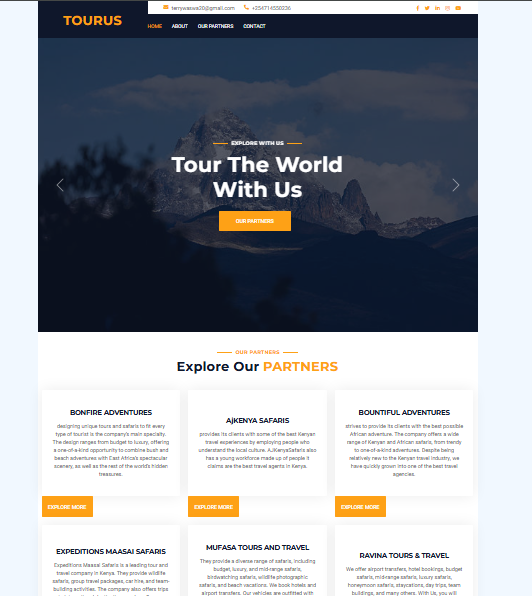 TOURUS
terrywaswa20@gmail.com +254714550236
HOME ABOUT OUR PARTNERS CONTACT
EXPLORE WITH US
Tour The World
With Us
OUR PARTNERS
OUR PARTNERS
Explore Our PARTNERS
BONFIRE ADVENTURES
designing unique tours and safaris to fit every
type of tourist is the company's main specialty.
The design ranges from budget to luxury, offering
a one-of-a-kind opportunity to combine bush and
beach adventures with East Africa's spectacular
scenery, as well as the rest of the world's hidden
treasures.
EXPLORE MORE
AjKENYA SAFARIS
provides its clients with some of the best Kenyan
travel experiences by employing people who
understand the local culture. AJKenyaSafaris also
has a young workforce made up of people it
claims are the best travel agents in Kenya.
EXPLORE MORE
BOUNTIFUL ADVENTURES
strives to provide its clients with the best possible
African adventure. The company offers a wide
range of Kenyan and African safaris, from trendy
to one-of-a-kind adventures. Despite being
relatively new to the Kenyan travel industry, we
have quickly grown into one of the best travel
agencies.
EXPLORE MORE
EXPEDITIONS MAASAI SAFARIS
Expeditions Maasai Safaris is a leading tour and
travel company in Kenya. They provide wildlife
safaris, group travel packages, car hire, and team-
building activities. The company also offers trips
MUFASA TOURS AND TRAVEL
They provide a diverse range of safaris, including
budget, luxury, and mid-range safaris,
birdwatching safaris, wildlife photographic
safaris, and beach vacations. We book hotels and
airport transfers. Our vehicles are outfitted with
RAVINA TOURS & TRAVEL
We offer airport transfers, hotel bookings, budget
safaris, mid-range safaris, luxury safaris,
honeymoon safaris, staycations, day trips, team
buildings, and many others. With Us, you will